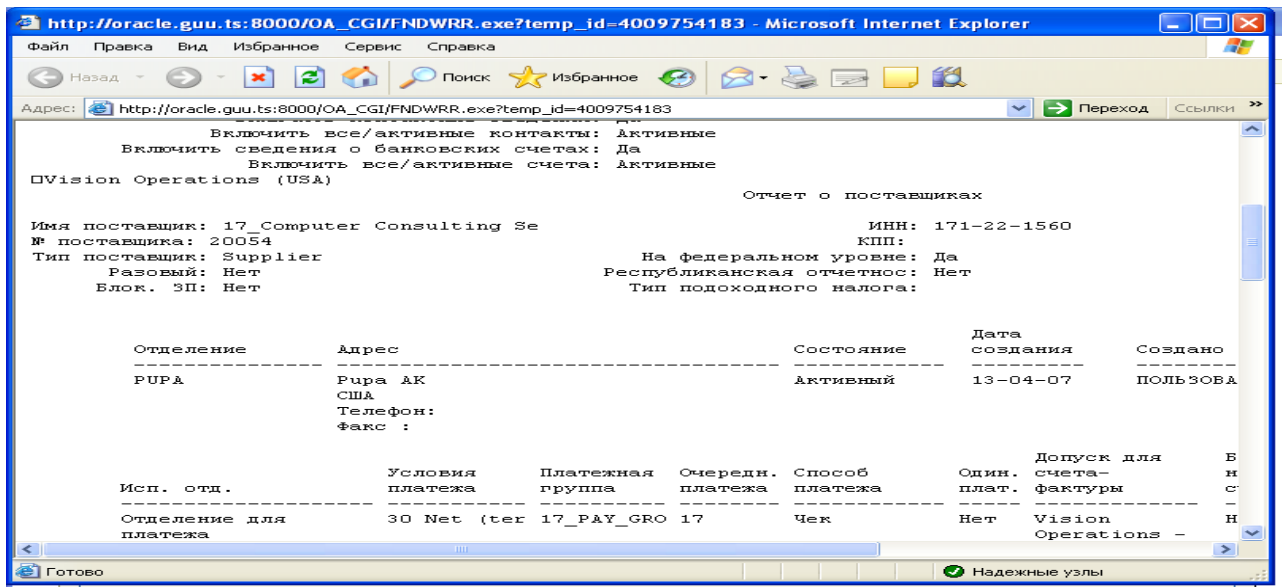 http://oracle.guu.ts:8000/OA_CGI/FNDWRR.exe?temp_id=4009754183 - Microsoft Internet Explorer
Файл Правка Вид Избранное Сервис Справка
Назад Поиск Избранное
Адрес: http://oracle.guu.ts:8000/OA_CGI/FNDWRR.exe?temp_id=4009754183 Переход Ссылки »
Включить все/активные контакты: Активные
Включить сведения о банковских счетах: Да
Включить все/активные счета: Активные
□Vision Operations (USA)
Отчет о поставщиках
Имя поставщик: 17_Computer Consulting Se ИНН: 171-22-1560
№ поставщика: 20054 КПП:
Тип поставщик: Supplier На федеральном уровне: Да
Разовый: Нет Республиканская отчетнос: Нет
Блок. ЗП: Нет Тип подоходного налога:
Дата
Отделение Адрес Состояние создания Создано
PUPA Pupa AK Активный 13-04-07 ПОЛЬЗОВА
США
Телефон:
Факс :
Допуск для Б
Условия Платежная Очередн. Способ Один. счета- н
Исп. отд. платежа группа платежа платежа плат. фактуры с
Отделение для 30 Net (ter 17_PAY_GRO 17 Чек Нет Vision Н
платежа Operations -
Готово Надежные узлы